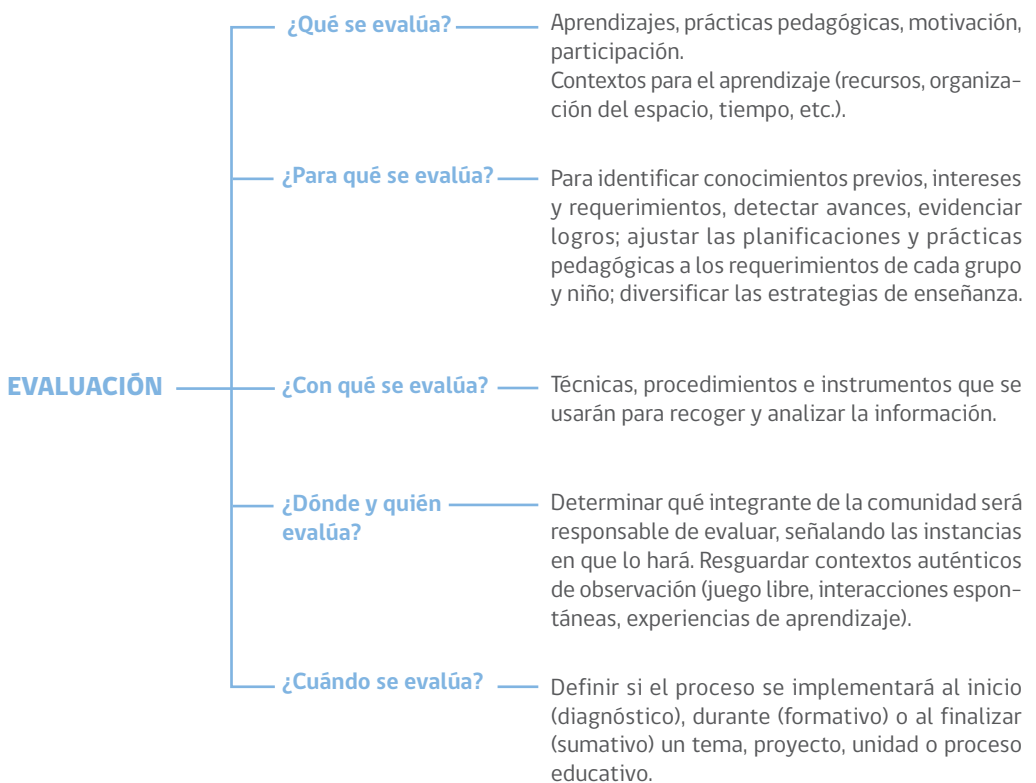 ¿Qué se evalúa?
Aprendizajes, prácticas pedagógicas, motivación,
participación.
Contextos para el aprendizaje (recursos, organiza-
ción del espacio, tiempo, etc.).
¿Para qué se evalúa?
Para identificar conocimientos previos, intereses
y requerimientos, detectar avances, evidenciar
logros; ajustar las planificaciones y prácticas
pedagógicas a los requerimientos de cada grupo
y niño; diversificar las estrategias de enseñanza.
EVALUACIÓN
¿Con qué se evalúa?
Técnicas, procedimientos e instrumentos que se
usarán para recoger y analizar la información.
¿Dónde y quién
evalúa?
Determinar qué integrante de la comunidad será
responsable de evaluar, señalando las instancias
en que lo hará. Resguardar contextos auténticos
de observación (juego libre, interacciones espon-
táneas, experiencias de aprendizaje).
¿Cuándo se evalúa?
Definir si el proceso se implementará al inicio
(diagnóstico), durante (formativo) o al finalizar
(sumativo) un tema, proyecto, unidad o proceso
educativo.